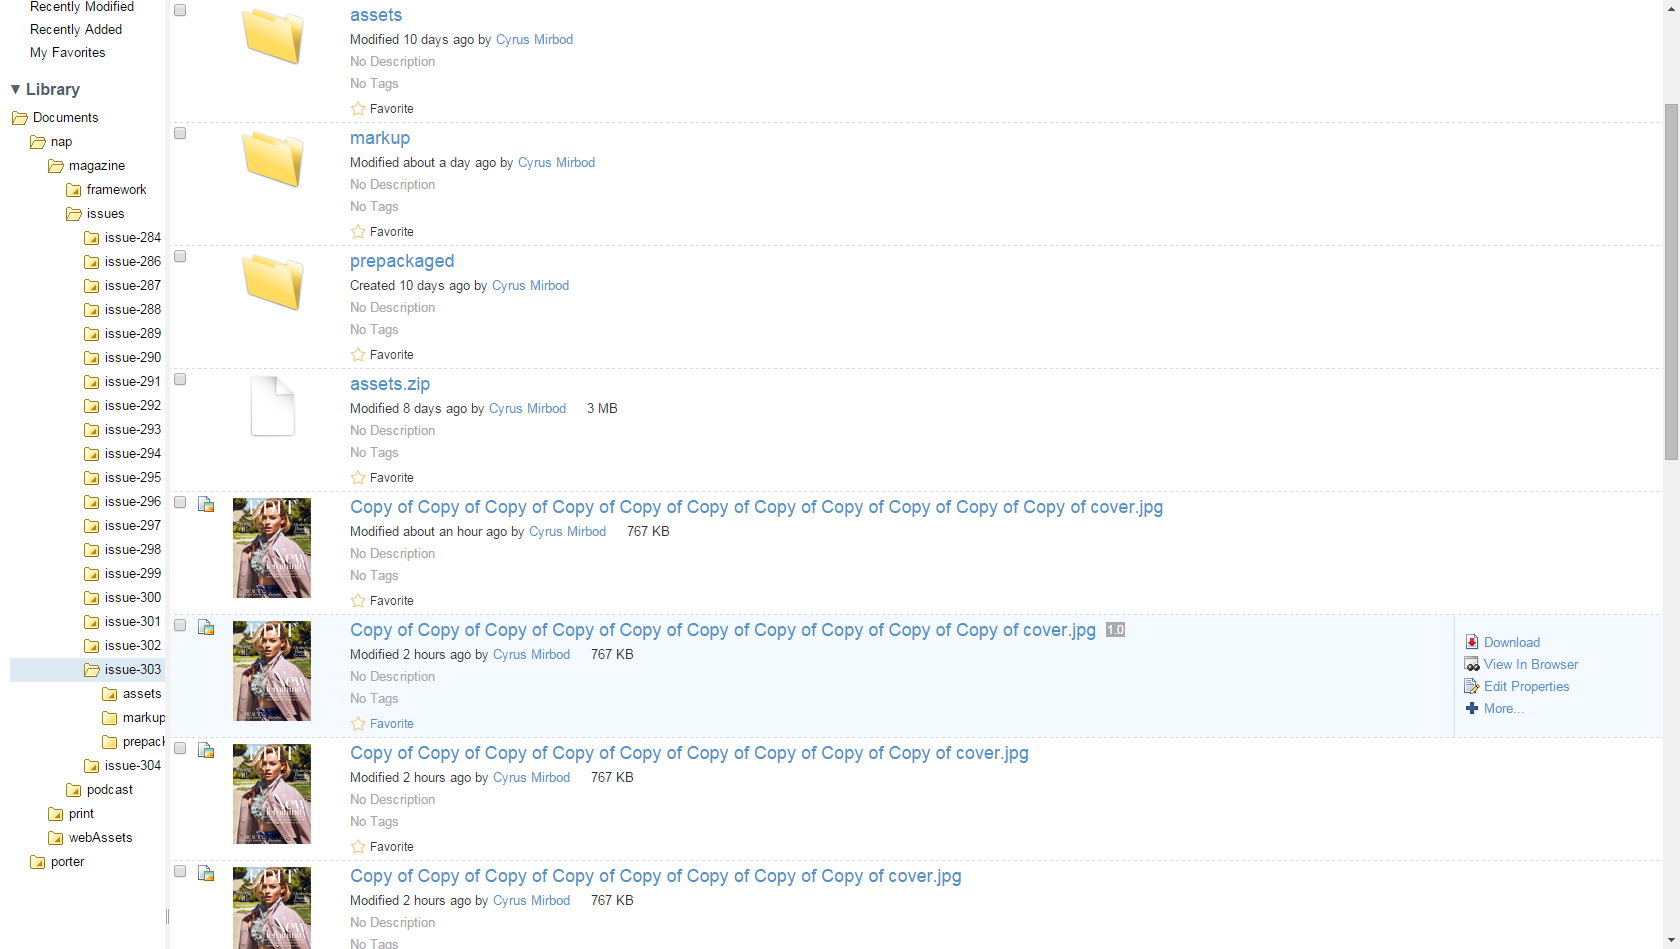 Recently Modified
Recently Added
My Favorites
Library
Documents
nap
magazine
framework
issues
issue-284
issue-286
issue-287
issue-288
issue-289
issue-290
issue-291
issue-292
issue-293
issue-294
issue-295
issue-296
issue-297
issue-298
issue-299
issue-300
issue-301
issue-302
issue-303
assets
markup
prepack
issue-304
podcast
print
webAssets
porter
assets
Modified 10 days ago by Cyrus Mirbod
No Description
No Tags
Favorite
markup
Modified about a day ago by Cyrus Mirbod
No Description
No Tags
Favorite
prepackaged
Created 10 days ago by Cyrus Mirbod
No Description
No Tags
Favorite
assets.zip
Modified 8 days ago by Cyrus Mirbod 3 MB
No Description
No Tags
Favorite
Copy of Copy of Copy of Copy of Copy of Copy of Copy of Copy of Copy of Copy of Copy of cover.jpg
Modified about an hour ago by Cyrus Mirbod 767 KB
No Description
No Tags
Favorite
Copy of Copy of Copy of Copy of Copy of Copy of Copy of Copy of Copy of Copy of cover.jpg 1.0
Modified 2 hours ago by Cyrus Mirbod 767 KB
No Description
No Tags
Favorite
Download
View In Browser
Edit Properties
More...
Copy of Copy of Copy of Copy of Copy of Copy of Copy of Copy of Copy of cover.jpg
Modified 2 hours ago by Cyrus Mirbod 767 KB
No Description
No Tags
Favorite
Copy of Copy of Copy of Copy of Copy of Copy of Copy of Copy of cover.jpg
Modified 2 hours ago by Cyrus Mirbod 767 KB
No Description
No Tags